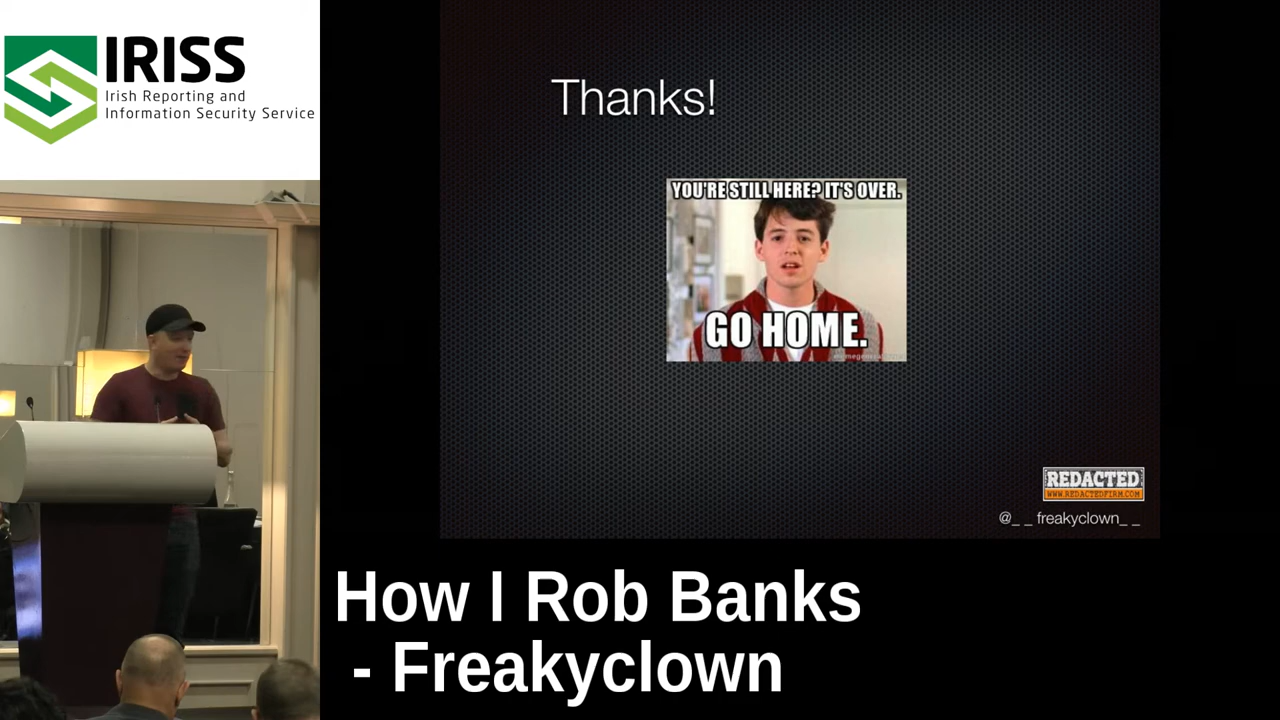 IRISS
Irish Reporting and
Information Security Service
Thanks!
YOU'RE STILL HERE? IT'S OVER.
GO HOME.
REDACTED
WWW.REDACTEDFIRM.COM
@_ _ freakyclown_ _
How I Rob Banks
- Freakyclown